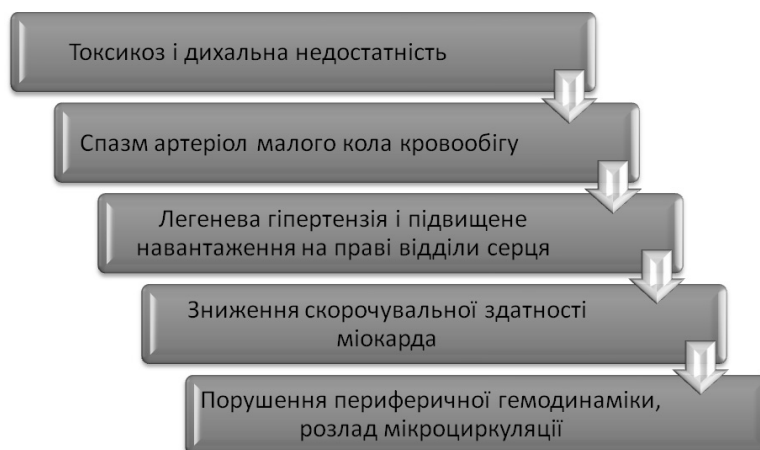 Токсикоз і дихальна недостатність
Спазм артеріол малого кола кровообігу
Легенева гіпертензія і підвищене
навантаження на праві відділи серця
Зниження скорочувальної здатності
міокарда
Порушення периферичної гемодинаміки,
розлад мікроциркуляції